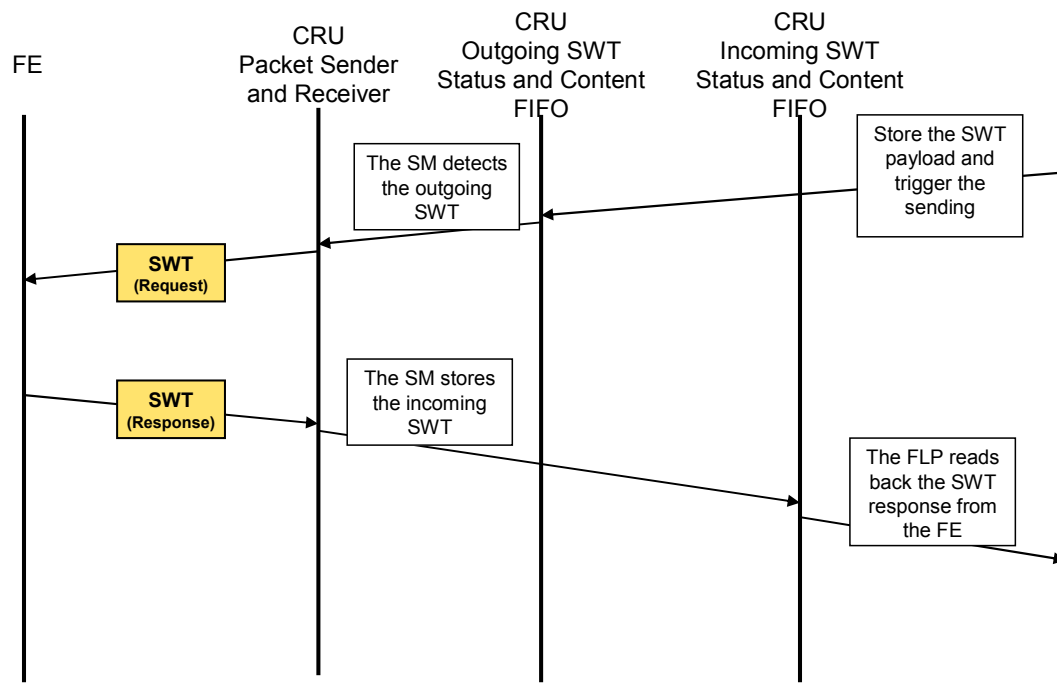 FE
CRU
Packet Sender
and Receiver
CRU
Outgoing SWT
Status and Content
FIFO
CRU
Incoming SWT
Status and Content
FIFO
Store the SWT
payload and
trigger the
sending
The SM detects
the outgoing
SWT
SWT
(Request)
SWT
(Response)
The SM stores
the incoming
SWT
The FLP reads
back the SWT
response from
the FE